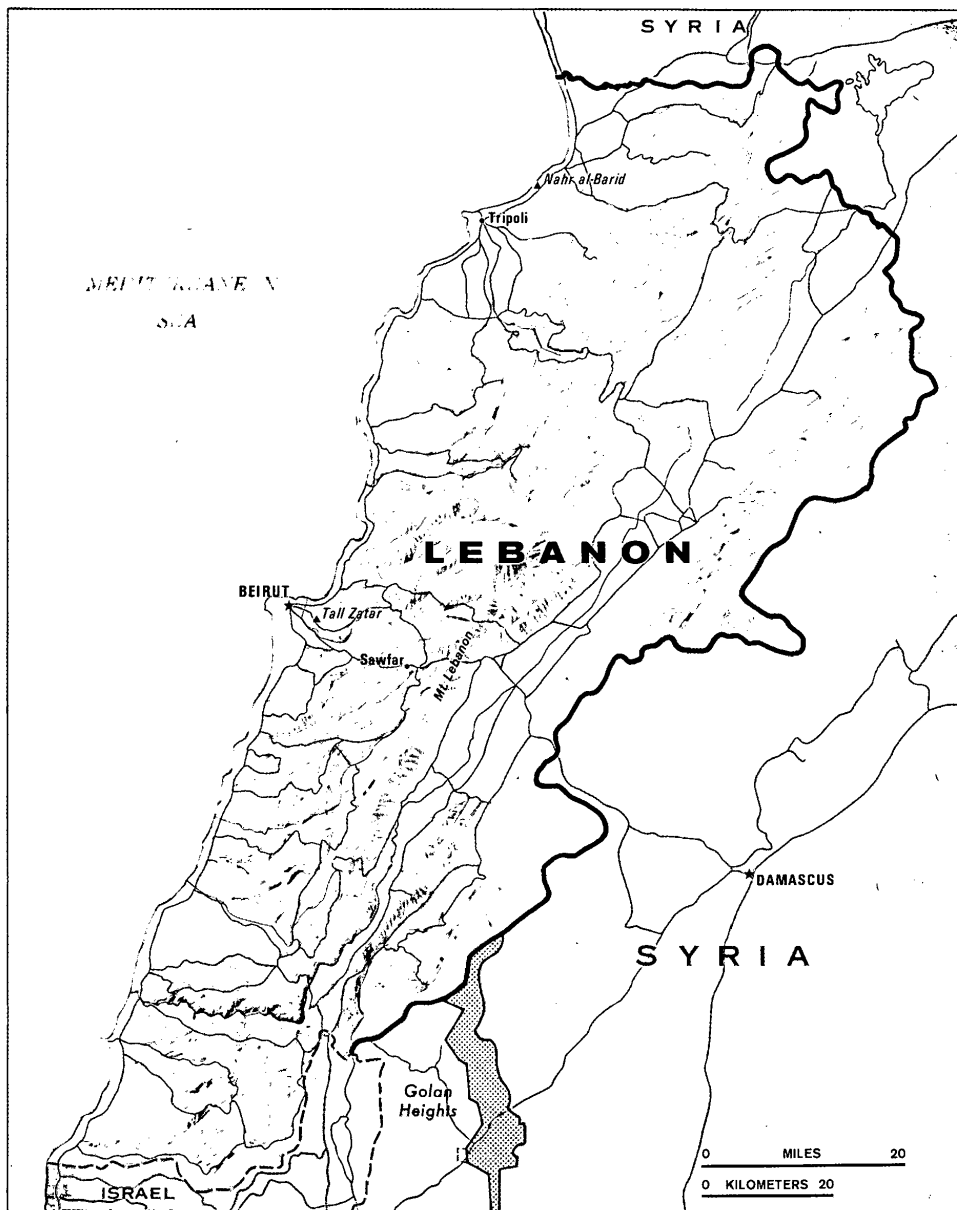 SYRIA
Nahr al-Barid
Tripoli
SEA
LEBANON
BEIRUT
Tall Zatar
Sawfar
Mt Lebanon
DAMASCUS
SYRIA
Golan
Heights
0 MILES 20
0 KILOMETERS 20
ISRAEL